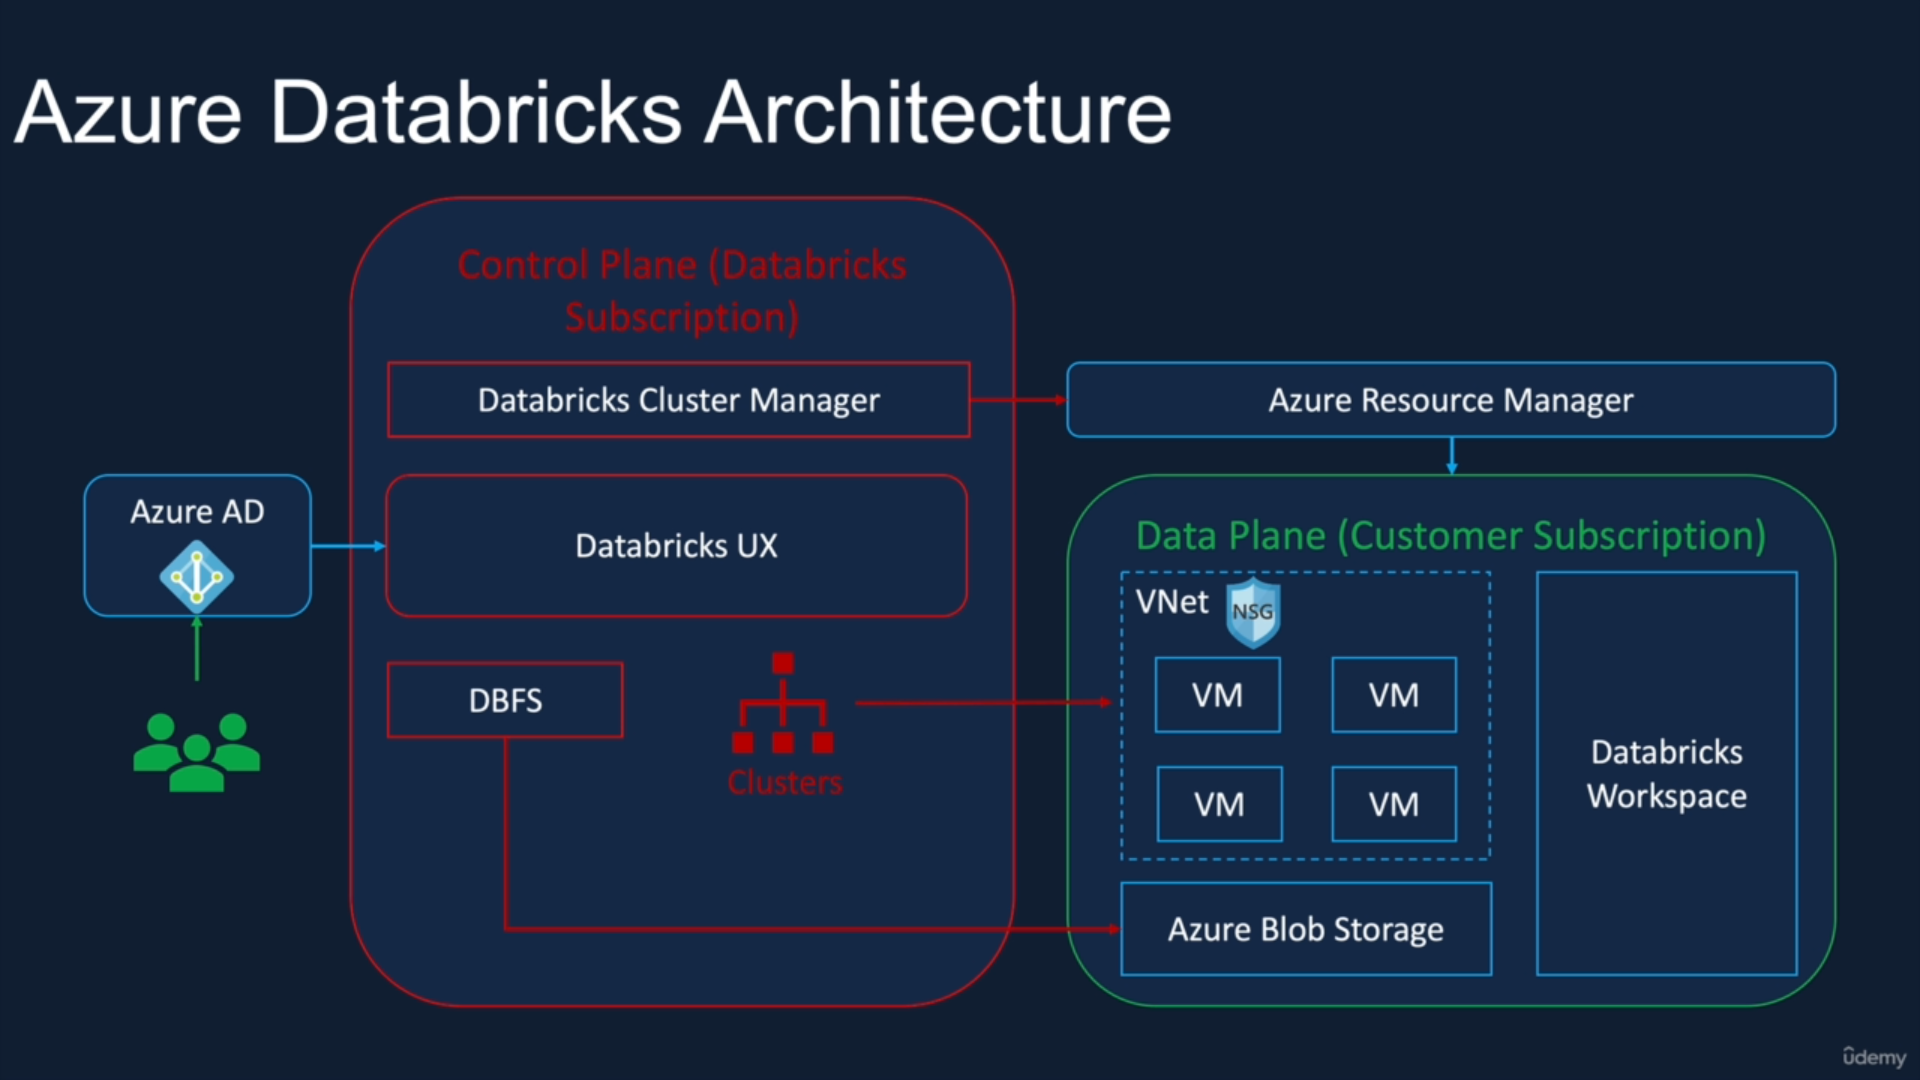 Azure Databricks Architecture
Control Plane (Databricks
Subscription)
Databricks Cluster Manager
Azure Resource Manager
Azure AD
Databricks UX
Data Plane (Customer Subscription)
VNet
NSG
DBFS
Clusters
VM
VM
VM
VM
Databricks
Workspace
Azure Blob Storage
ûdemy